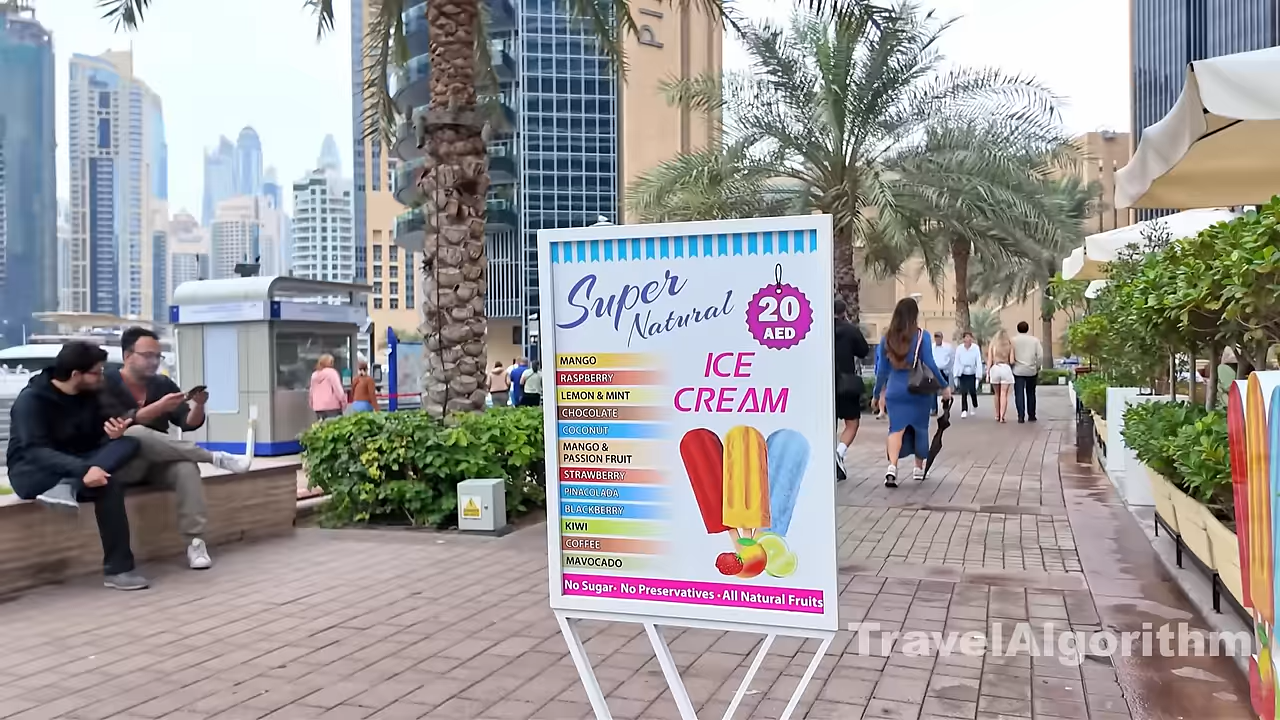 Super
Natural
20
AED
ICE
CREAM
MANGO
RASPBERRY
LEMON & MINT
CHOCOLATE
COCONUT
MANGO &
PASSION FRUIT
STRAWBERRY
PINACOLADA
BLACKBERRY
KIWI
COFFEE
MAVOCADO
No Sugar· No Preservatives · All Natural Fruits
TravelAlgorithm